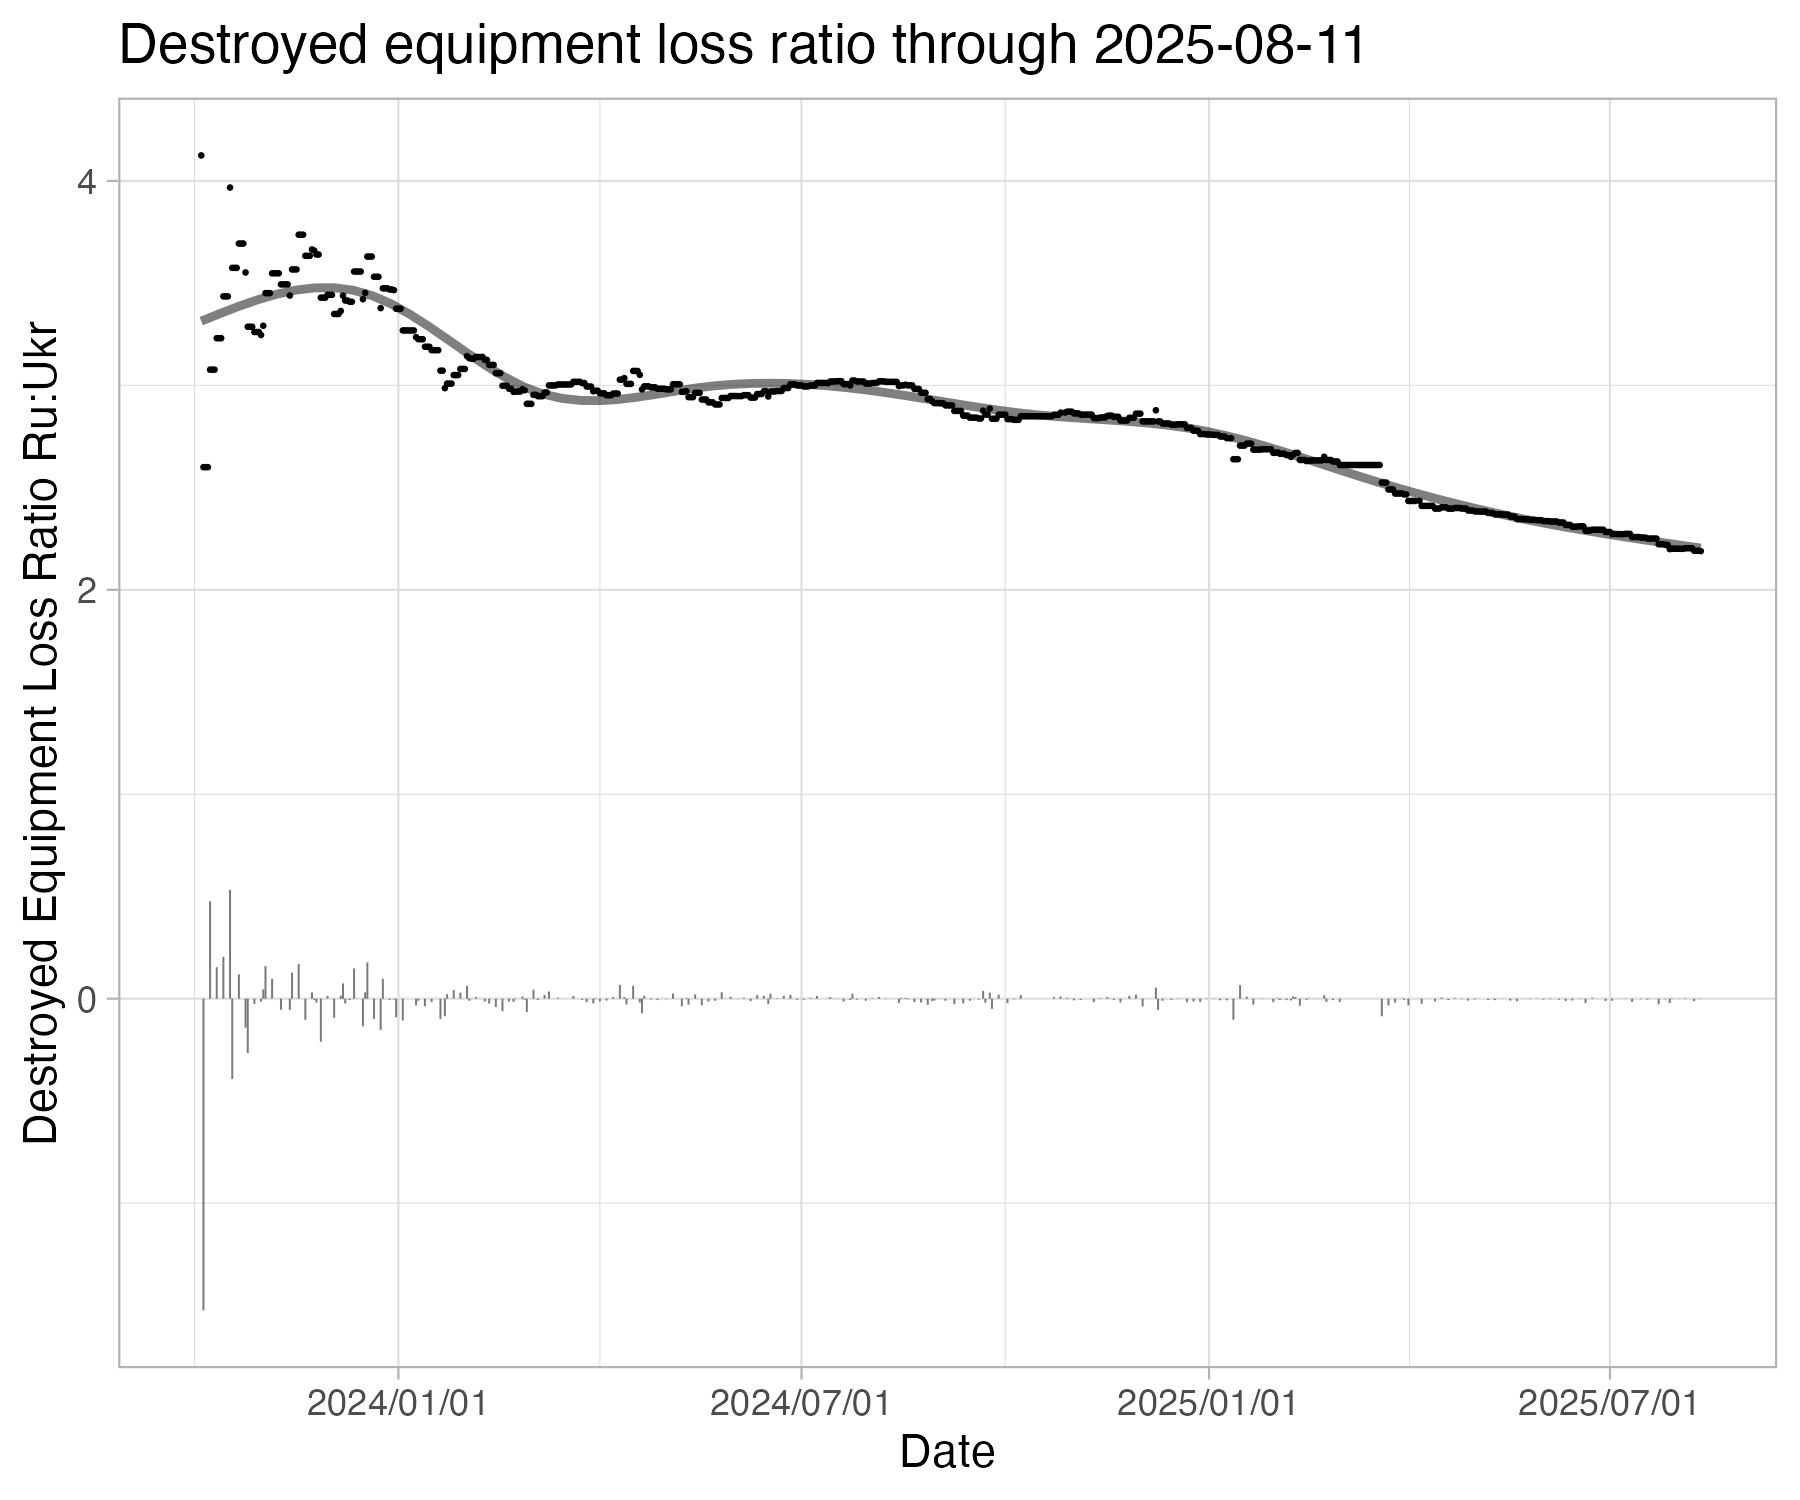 Destroyed equipment loss ratio through 2025-08-11
Destroyed Equipment Loss Ratio Ru:Ukr
4
2
0
2024/01/01
2024/07/01
2025/01/01
2025/07/01
Date